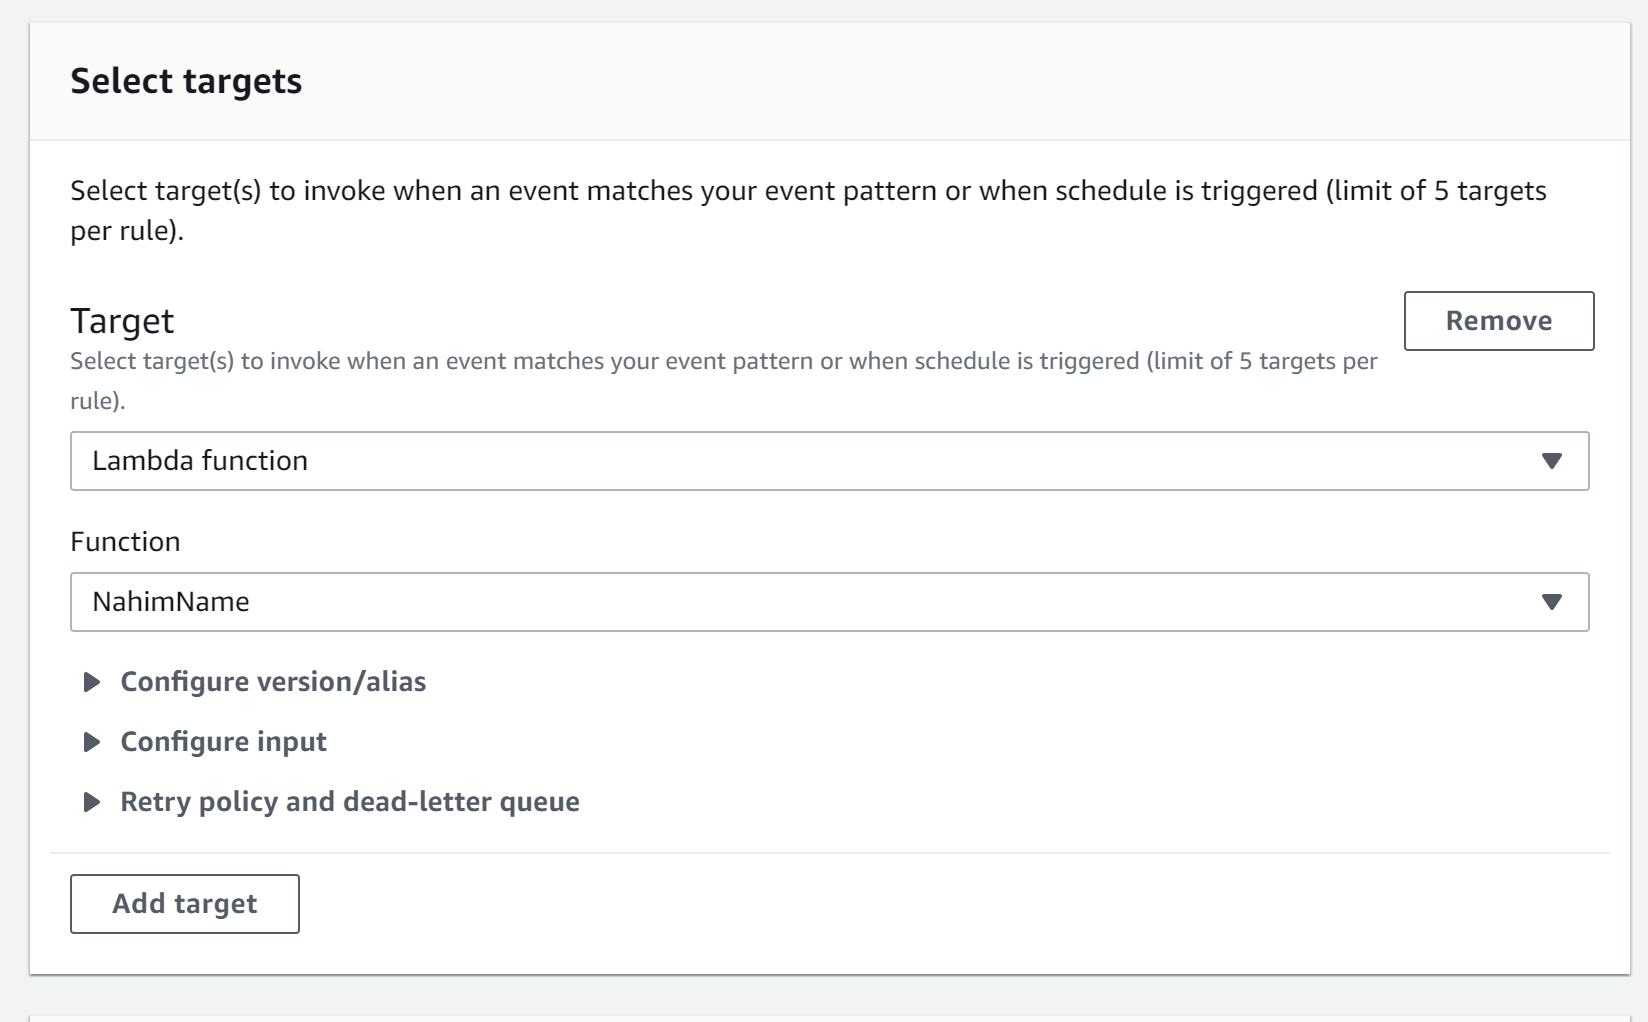 Select targets
Select target(s) to invoke when an event matches your event pattern or when schedule is triggered (limit of 5 targets
per rule).
Target
Remove
Select target(s) to invoke when an event matches your event pattern or when schedule is triggered (limit of 5 targets per
rule).
Lambda function
Function
NahimName
Configure version/alias
Configure input
Retry policy and dead-letter queue
Add target